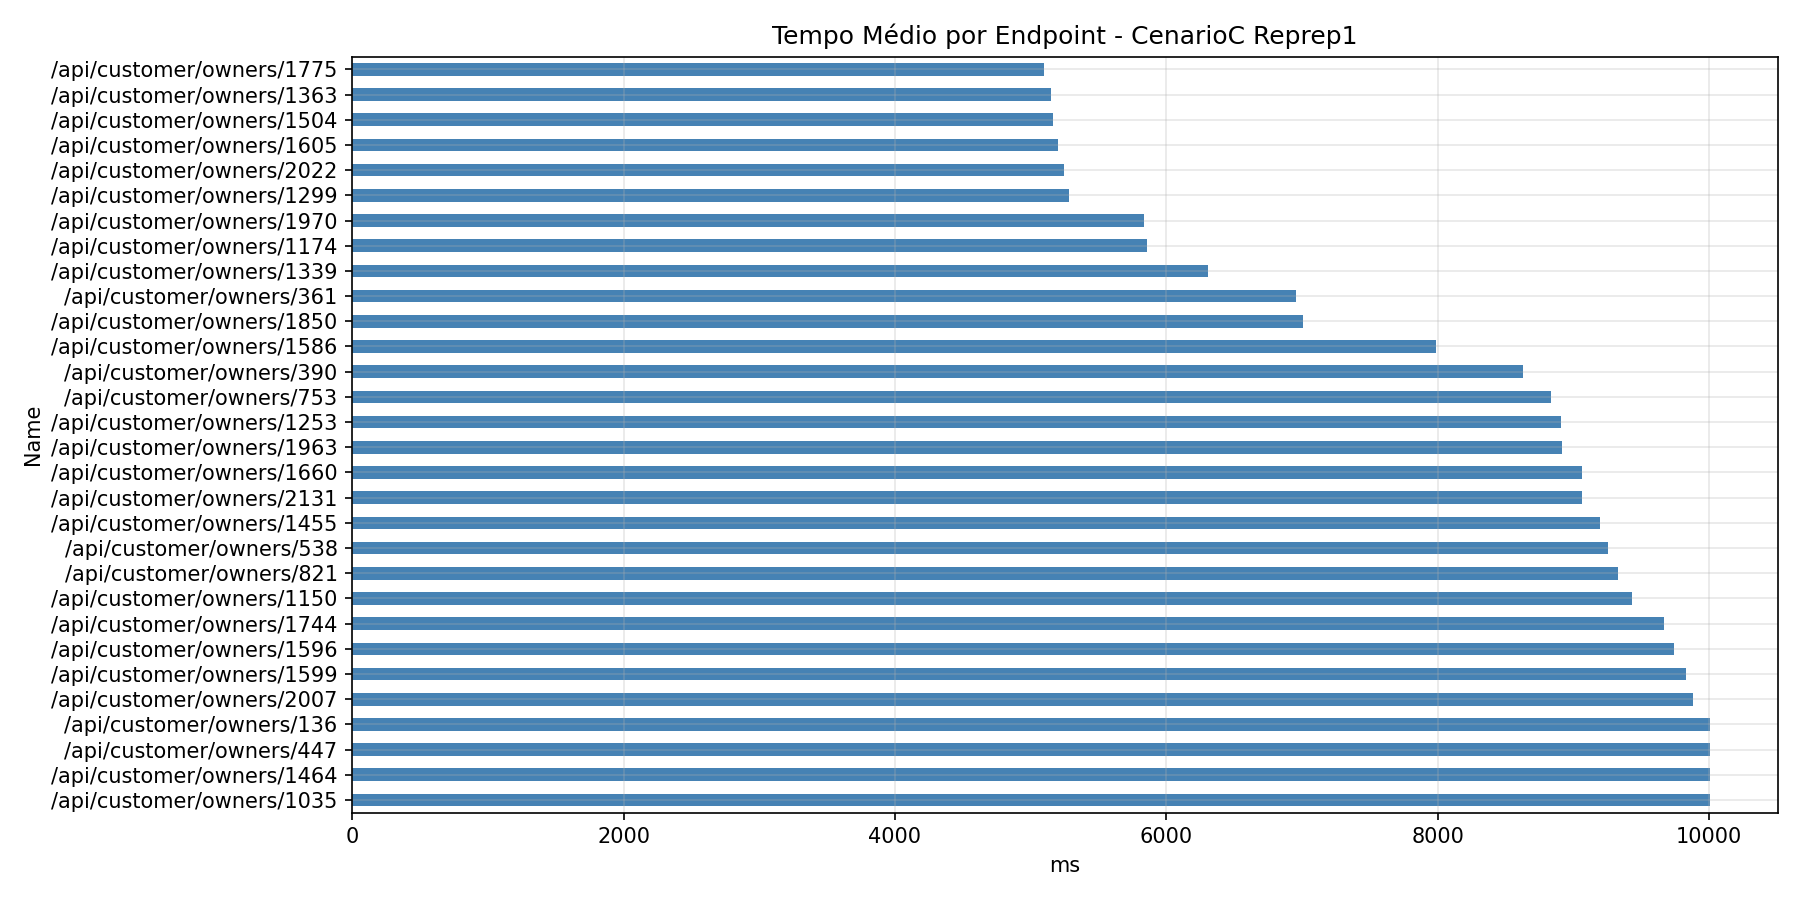 Tempo Médio por Endpoint - CenarioC Reprep1
/api/customer/owners/1775
/api/customer/owners/1363
/api/customer/owners/1504
/api/customer/owners/1605
/api/customer/owners/2022
/api/customer/owners/1299
/api/customer/owners/1970
/api/customer/owners/1174
/api/customer/owners/1339
/api/customer/owners/361
/api/customer/owners/1850
/api/customer/owners/1586
/api/customer/owners/390
/api/customer/owners/753
/api/customer/owners/1253
/api/customer/owners/1963
/api/customer/owners/1660
/api/customer/owners/2131
/api/customer/owners/1455
/api/customer/owners/538
/api/customer/owners/821
/api/customer/owners/1150
/api/customer/owners/1744
/api/customer/owners/1596
/api/customer/owners/1599
/api/customer/owners/2007
/api/customer/owners/136
/api/customer/owners/447
/api/customer/owners/1464
/api/customer/owners/1035
Name
0 2000 4000 6000 8000 10000
ms